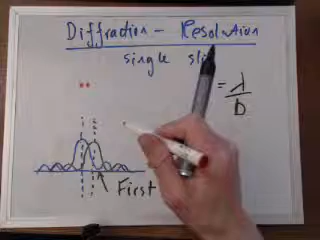 Diffraction - Resolution
single sli
= λ
D
First